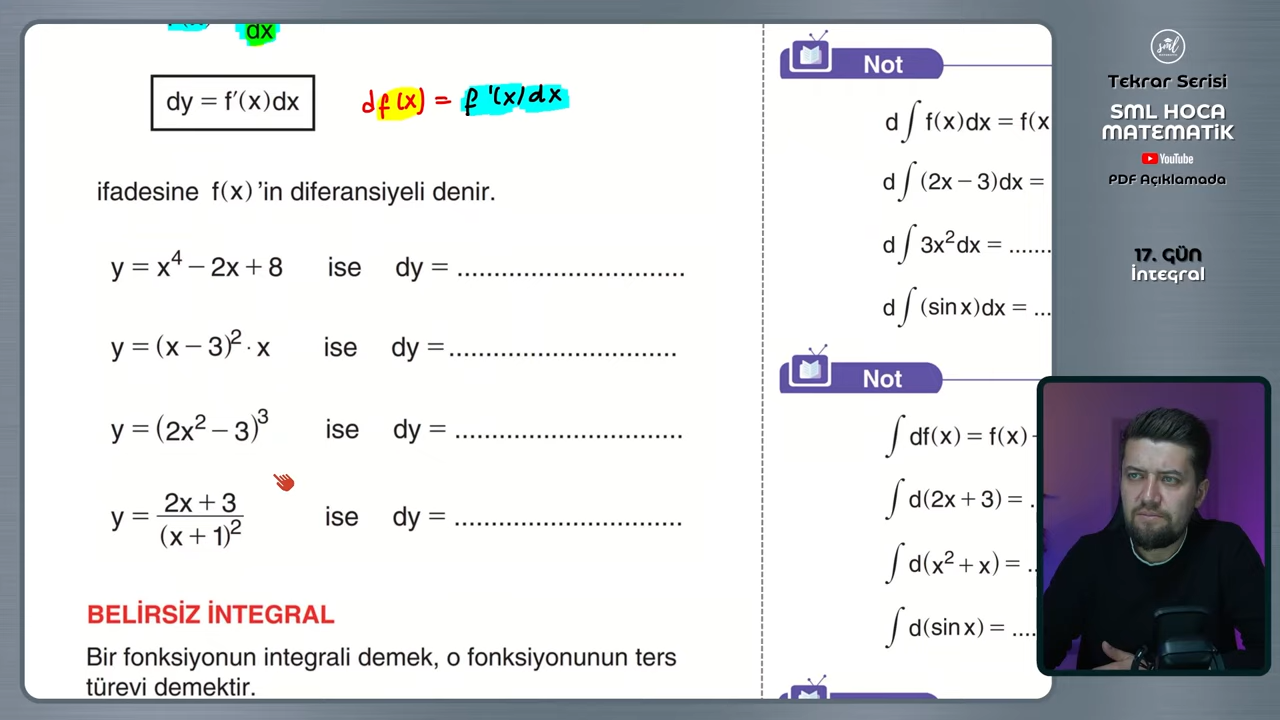 dx
dy = f'(x)dx
df(x) = f'(x)dx
ifadesine f(x)'in diferansiyeli denir.
y = x⁴ − 2x + 8 ise dy = ..............................
y = (x − 3)² · x ise dy = ..............................
y = (2x² − 3)³ ise dy = ..............................
y = (2x + 3)/(x + 1)² ise dy = ..............................
BELİRSİZ İNTEGRAL
Bir fonksiyonun integrali demek, o fonksiyonunun ters
türevi demektir.
Not
d∫ f(x)dx = f(x
d∫ (2x − 3)dx =
d∫ 3x²dx = .......
d∫ (sin x)dx = ...
Not
∫ df(x) = f(x)
∫ d(2x + 3) = .
∫ d(x² + x) = ..
∫ d(sin x) = ....
sml
Tekrar Serisi
SML HOCA
MATEMATİK
YouTube
PDF Açıklamada
17. GÜN
İntegral